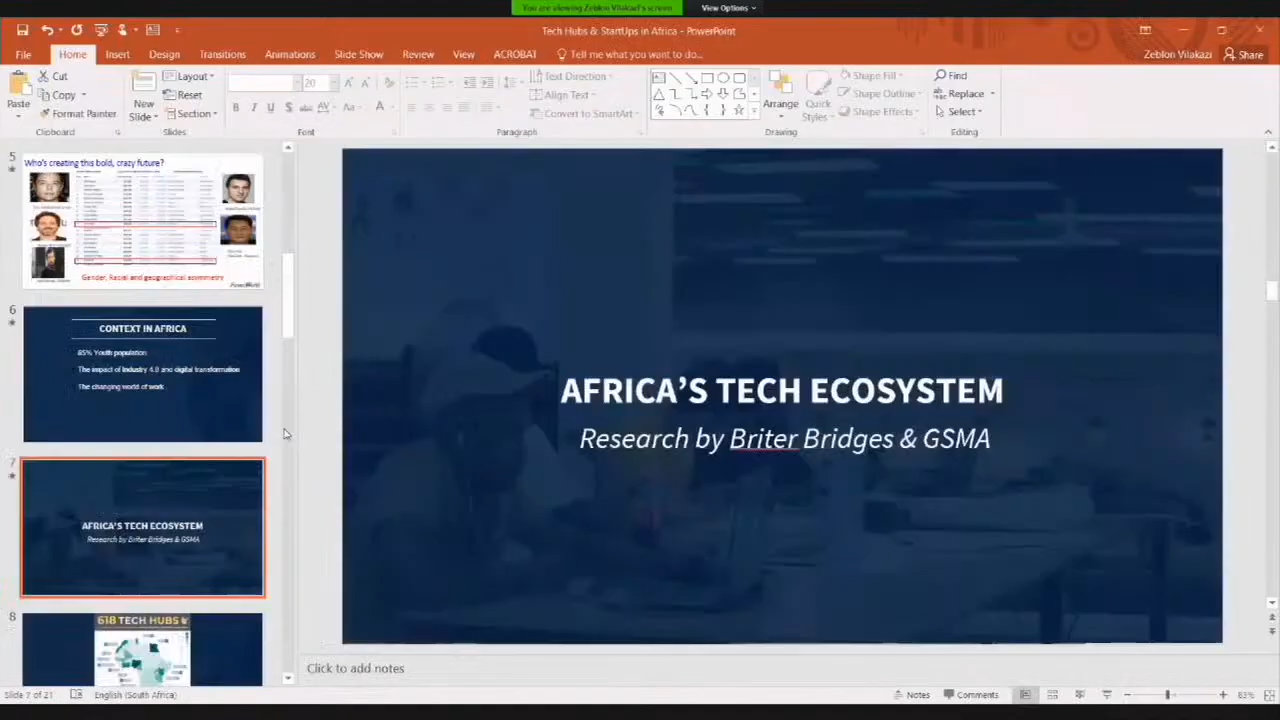 You are viewing Zeblon Vilakazi's screen
View Options
Tech Hubs & StartUps in Africa - PowerPoint
File
Home
Insert
Design
Transitions
Animations
Slide Show
Review
View
ACROBAT
Tell me what you want to do...
Zeblon Vilakazi
Share
Paste
Cut
Copy
Format Painter
Clipboard
New Slide
Layout
Reset
Section
Slides
20
Font
Text Direction
Align Text
Convert to SmartArt
Paragraph
Arrange
Quick Styles
Shape Fill
Shape Outline
Shape Effects
Drawing
Find
Replace
Select
Editing
5
Who's creating this bold, crazy future?
Gender, Racial and geographical asymmetry
6
CONTEXT IN AFRICA
85% Youth population
The impact of Industry 4.0 and digital transformation
The changing world of work
7
AFRICA'S TECH ECOSYSTEM
Research by Briter Bridges & GSMA
8
618 TECH HUBS
AFRICA'S TECH ECOSYSTEM
Research by Briter Bridges & GSMA
Click to add notes
Slide 7 of 21
English (South Africa)
Notes
Comments
83%